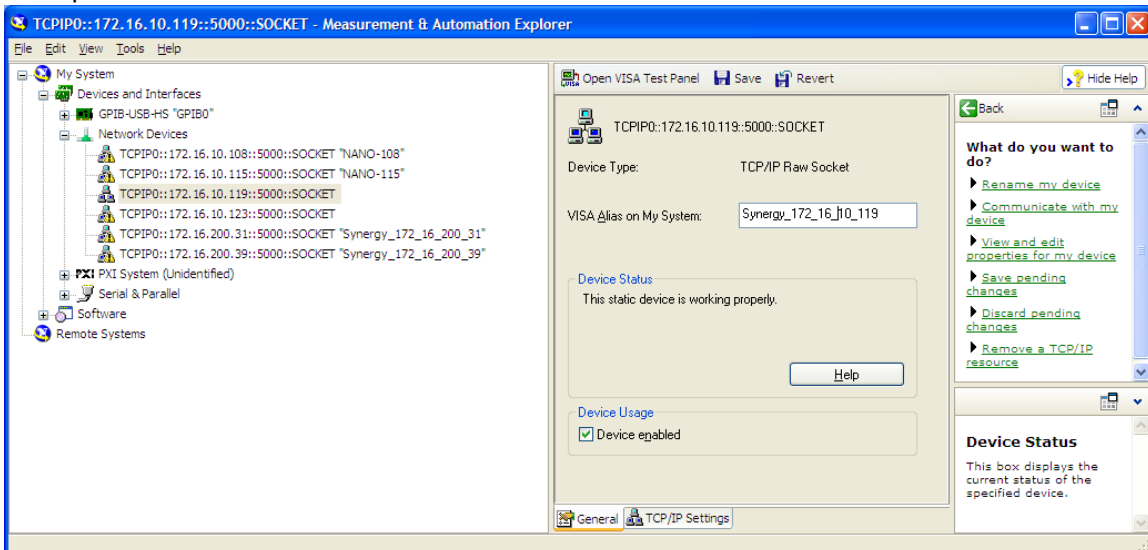 TCPIP0::172.16.10.119::5000::SOCKET - Measurement & Automation Explorer
File Edit View Tools Help
My System
Devices and Interfaces
GPIB-USB-HS "GPIB0"
Network Devices
TCPIP0::172.16.10.108::5000::SOCKET "NANO-108"
TCPIP0::172.16.10.115::5000::SOCKET "NANO-115"
TCPIP0::172.16.10.119::5000::SOCKET
TCPIP0::172.16.10.123::5000::SOCKET
TCPIP0::172.16.200.31::5000::SOCKET "Synergy_172_16_200_31"
TCPIP0::172.16.200.39::5000::SOCKET "Synergy_172_16_200_39"
PXI PXI System (Unidentified)
Serial & Parallel
Software
Remote Systems
Open VISA Test Panel Save Revert Hide Help
TCPIP0::172.16.10.119::5000::SOCKET
Device Type: TCP/IP Raw Socket
VISA Alias on My System: Synergy_172_16_10_119
Device Status
This static device is working properly.
Help
Device Usage
Device enabled
General TCP/IP Settings
Back
What do you want to
do?
Rename my device
Communicate with my
device
View and edit
properties for my device
Save pending
changes
Discard pending
changes
Remove a TCP/IP
resource
Device Status
This box displays the
current status of the
specified device.